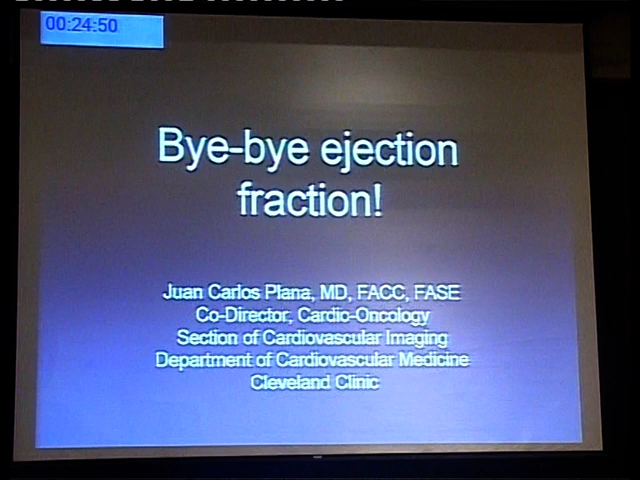 00:24:50
Bye-bye ejection
fraction!
Juan Carlos Plana, MD, FACC, FASE
Co-Director, Cardio-Oncology
Section of Cardiovascular Imaging
Department of Cardiovascular Medicine
Cleveland Clinic